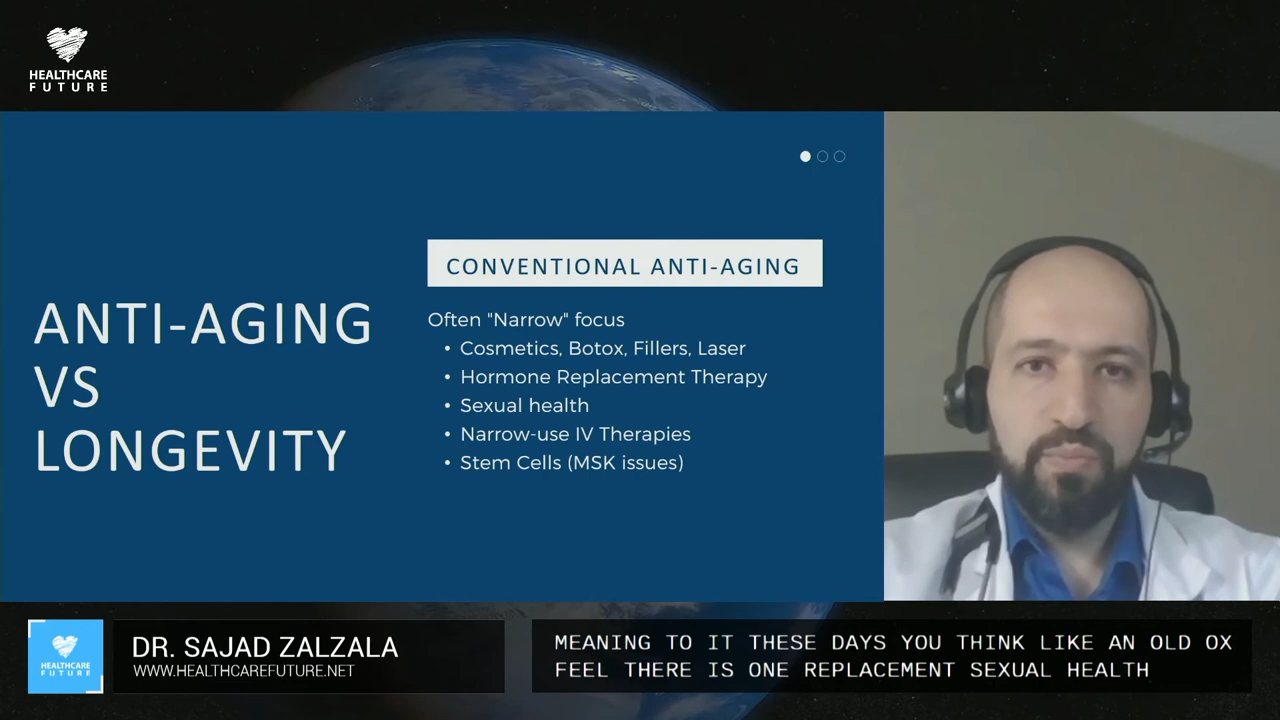 HEALTHCARE
FUTURE
ANTI-AGING
VS
LONGEVITY
CONVENTIONAL ANTI-AGING
Often "Narrow" focus
• Cosmetics, Botox, Fillers, Laser
• Hormone Replacement Therapy
• Sexual health
• Narrow-use IV Therapies
• Stem Cells (MSK issues)
HEALTHCARE
FUTURE
DR. SAJAD ZALZALA
WWW.HEALTHCAREFUTURE.NET
MEANING TO IT THESE DAYS YOU THINK LIKE AN OLD OX
FEEL THERE IS ONE REPLACEMENT SEXUAL HEALTH